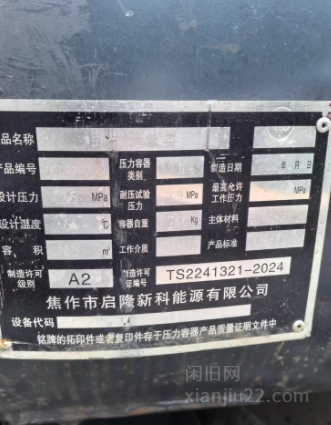 产品名称
产品编号 压力容器类别 制造日期 年 月 日
设计压力 MPa 耐压试验压力 MPa 最高允许工作压力
设计温度 ℃ 容器自重 Kg 主体材料
容积 m³ 工作介质 产品标准
制造许可级别 A2 制造许可证编号 TS2241321-2024
焦作市启隆新科能源有限公司
设备代码
铭牌的拓印件或者复印件存于压力容器产品质量证明文件中
闲旧网
xianjiu22.com